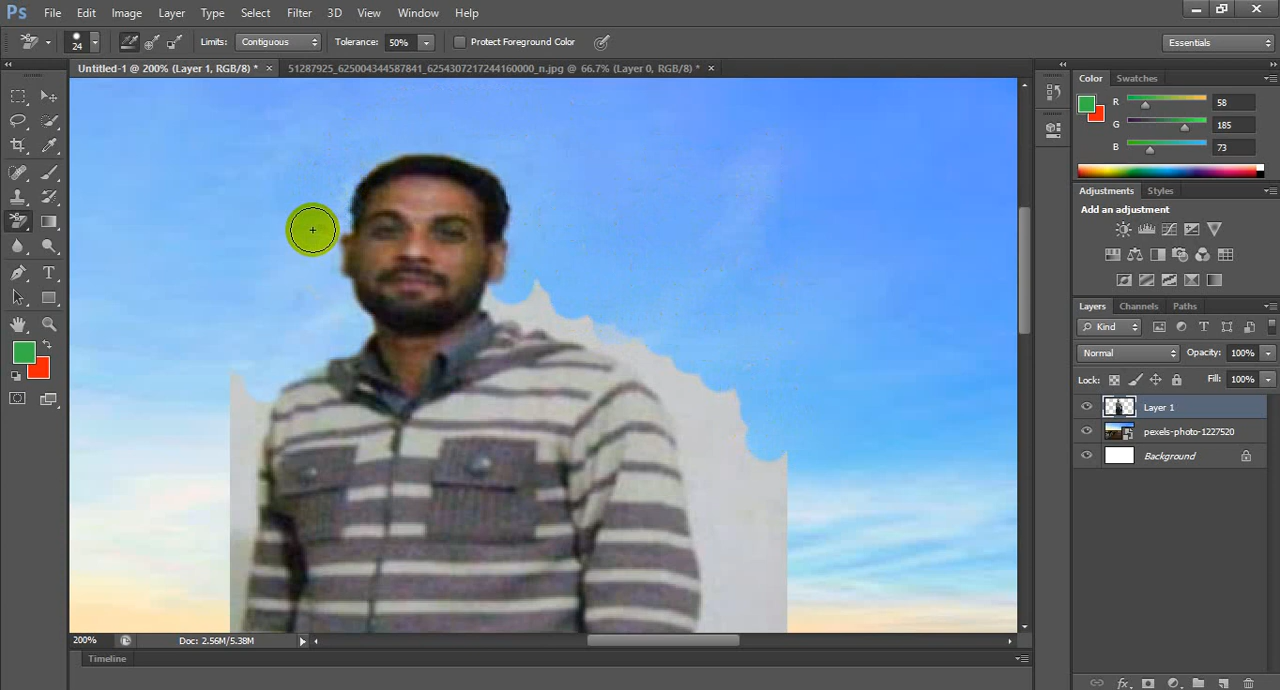 Ps File Edit Image Layer Type Select Filter 3D View Window Help
24 Limits: Contiguous Tolerance: 50% Protect Foreground Color Essentials
Untitled-1 @ 200% (Layer 1, RGB/8) * × 51287925_625004344587841_6254307217244160000_n.jpg @ 66.7% (Layer 0, RGB/8) * ×
Color Swatches
R 58
G 185
B 73
Adjustments Styles
Add an adjustment
Layers Channels Paths
Kind
Normal Opacity: 100%
Lock: Fill: 100%
Layer 1
pexels-photo-1227520
Background
200% Doc: 2.56M/5.38M
Timeline